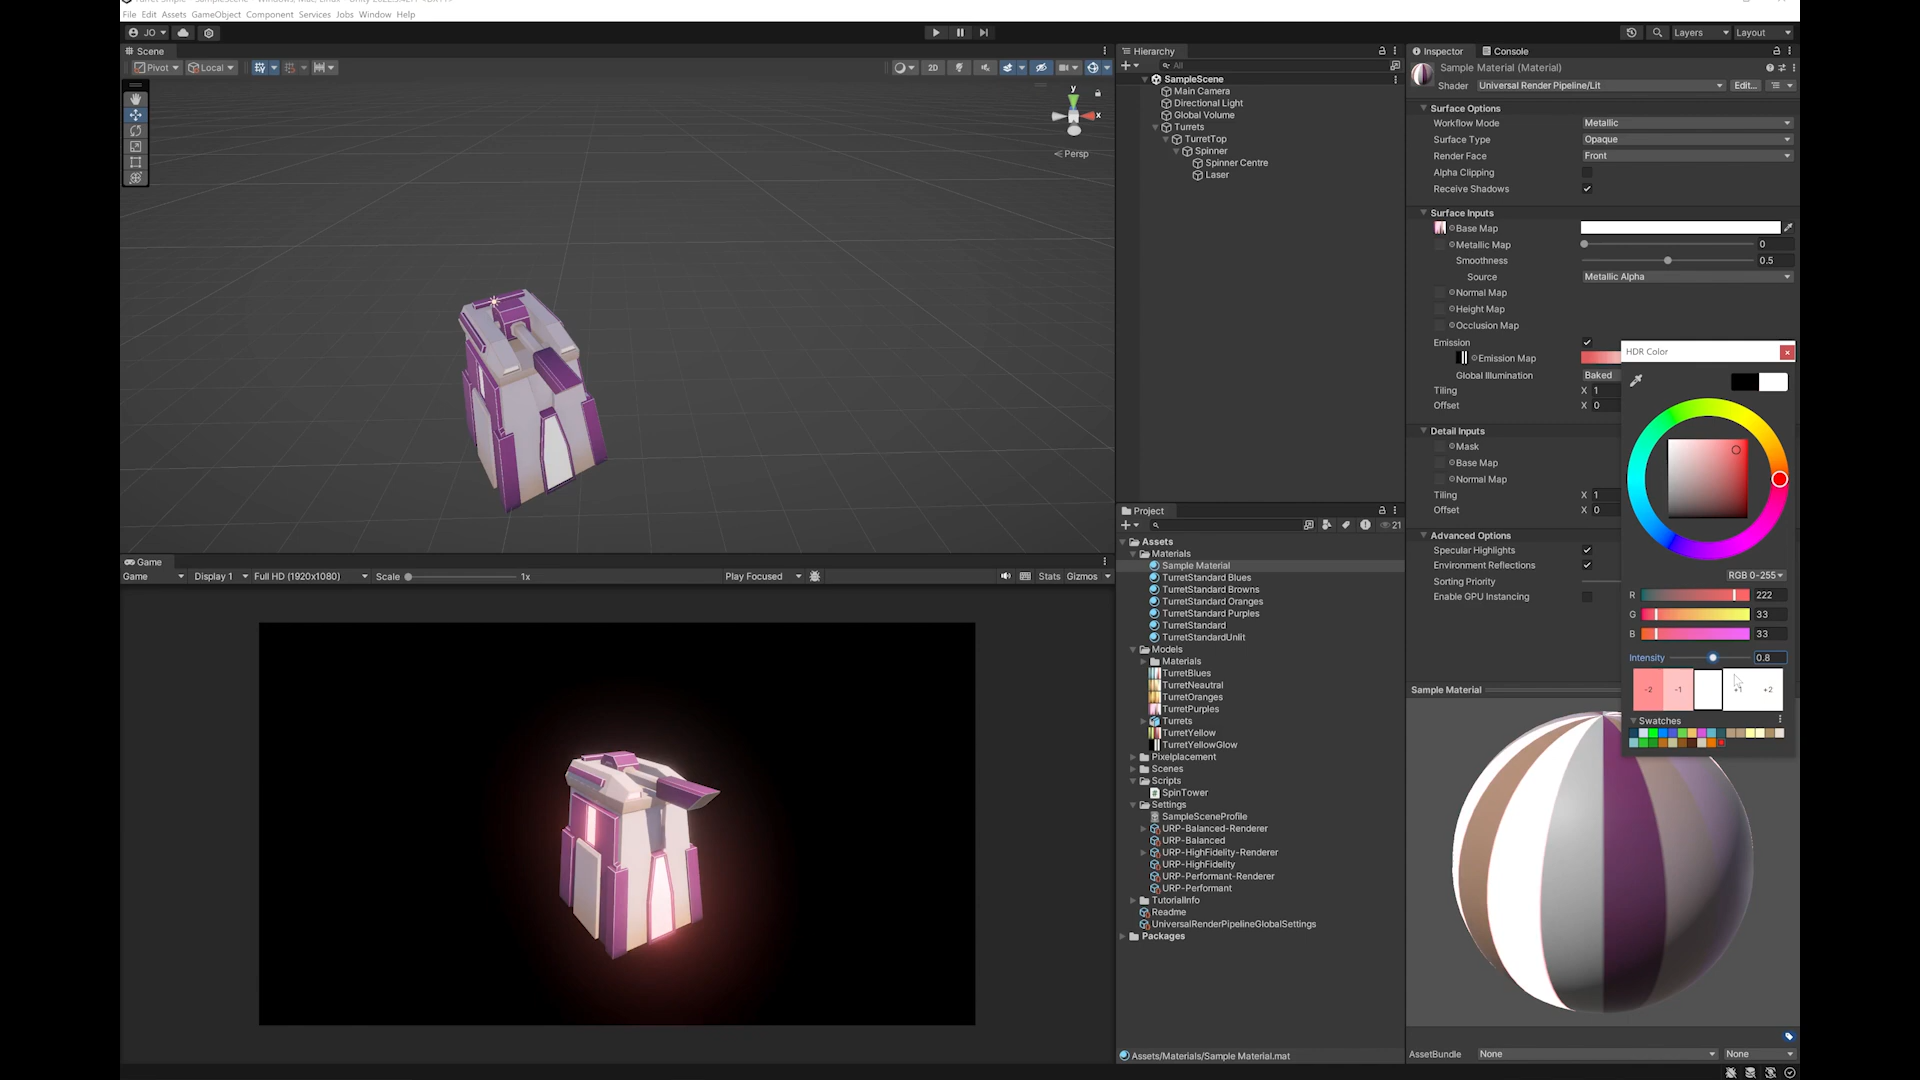 File Edit Assets GameObject Component Services Jobs Window Help
JO Layers Layout
Scene
Pivot Local 2D
y
x
Persp
Game
Game Display 1 Full HD (1920x1080) Scale 1x Play Focused Stats Gizmos
Hierarchy
All
SampleScene
Main Camera
Directional Light
Global Volume
Turrets
TurretTop
Spinner
Spinner Centre
Laser
Project
21
Assets
Materials
Sample Material
TurretStandard Blues
TurretStandard Browns
TurretStandard Oranges
TurretStandard Purples
TurretStandard
TurretStandardUnlit
Models
Materials
TurretBlues
TurretNeautral
TurretOranges
TurretPurples
Turrets
TurretYellow
TurretYellowGlow
Pixelplacement
Scenes
Scripts
SpinTower
Settings
SampleSceneProfile
URP-Balanced-Renderer
URP-Balanced
URP-HighFidelity-Renderer
URP-HighFidelity
URP-Performant-Renderer
URP-Performant
TutorialInfo
Readme
UniversalRenderPipelineGlobalSettings
Packages
Assets/Materials/Sample Material.mat
Inspector Console
Sample Material (Material)
Shader Universal Render Pipeline/Lit Edit...
Surface Options
Workflow Mode Metallic
Surface Type Opaque
Render Face Front
Alpha Clipping
Receive Shadows
Surface Inputs
Base Map
Metallic Map 0
Smoothness 0.5
Source Metallic Alpha
Normal Map
Height Map
Occlusion Map
Emission
Emission Map
Global Illumination Baked
Tiling X 1
Offset X 0
Detail Inputs
Mask
Base Map
Normal Map
Tiling X 1
Offset X 0
Advanced Options
Specular Highlights
Environment Reflections
Sorting Priority
Enable GPU Instancing
HDR Color
RGB 0-255
R 222
G 33
B 33
Intensity 0.8
-2 -1 +1 +2
Swatches
Sample Material
AssetBundle None None